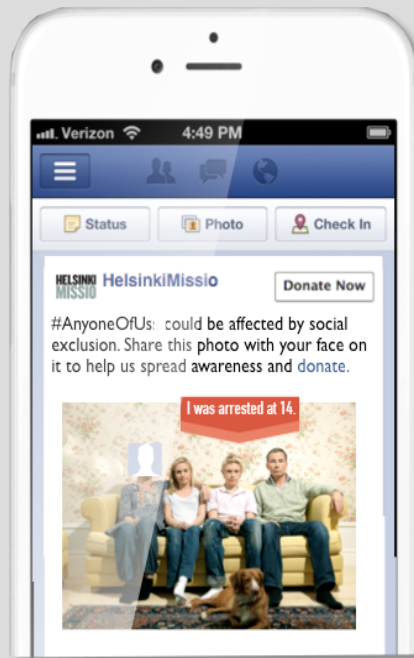 Verizon 4:49 PM
Status Photo Check In
HELSINKI
MISSIO
HelsinkiMissio
Donate Now
#AnyoneOfUs: could be affected by social
exclusion. Share this photo with your face on
it to help us spread awareness and donate.
I was arrested at 14.